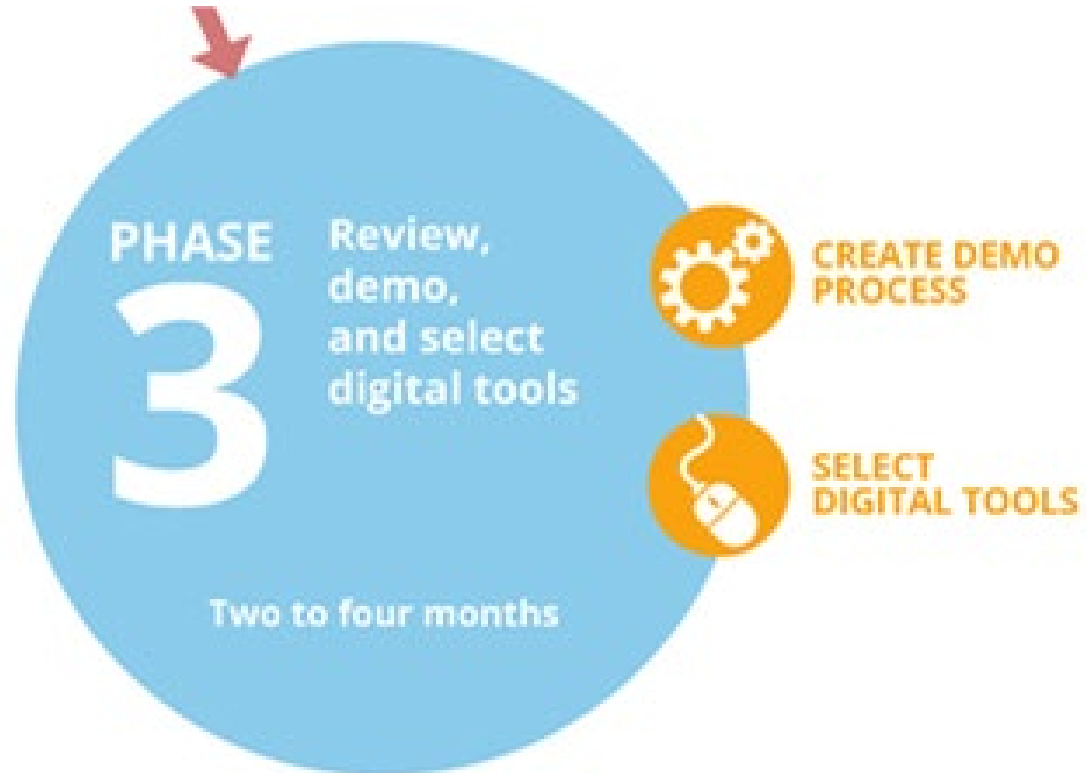 PHASE
3
Review,
demo,
and select
digital tools
Two to four months
CREATE DEMO
PROCESS
SELECT
DIGITAL TOOLS